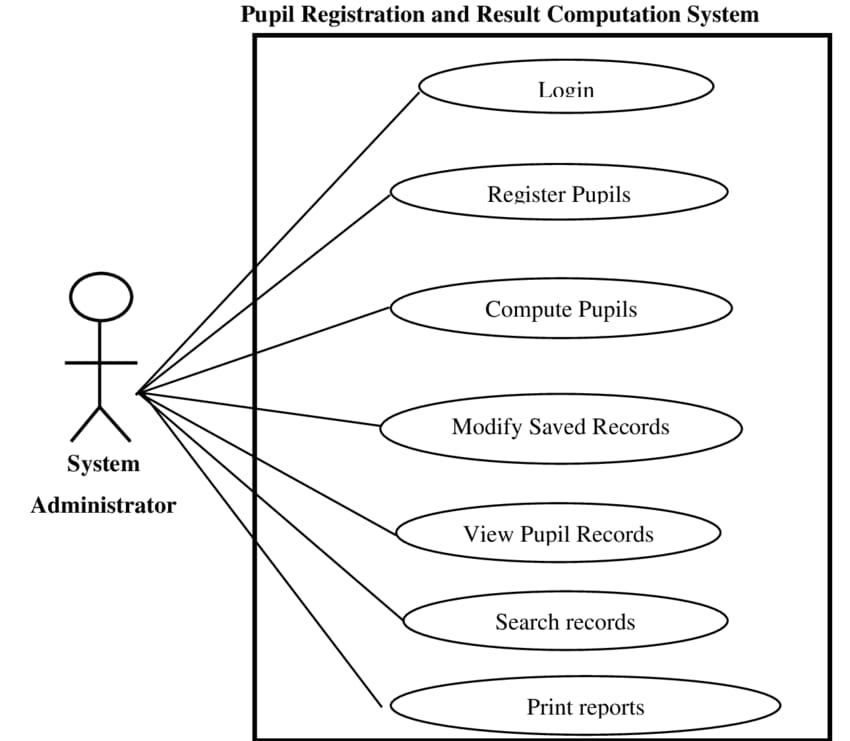 Pupil Registration and Result Computation System
Login
Register Pupils
Compute Pupils
Modify Saved Records
View Pupil Records
Search records
Print reports
System
Administrator